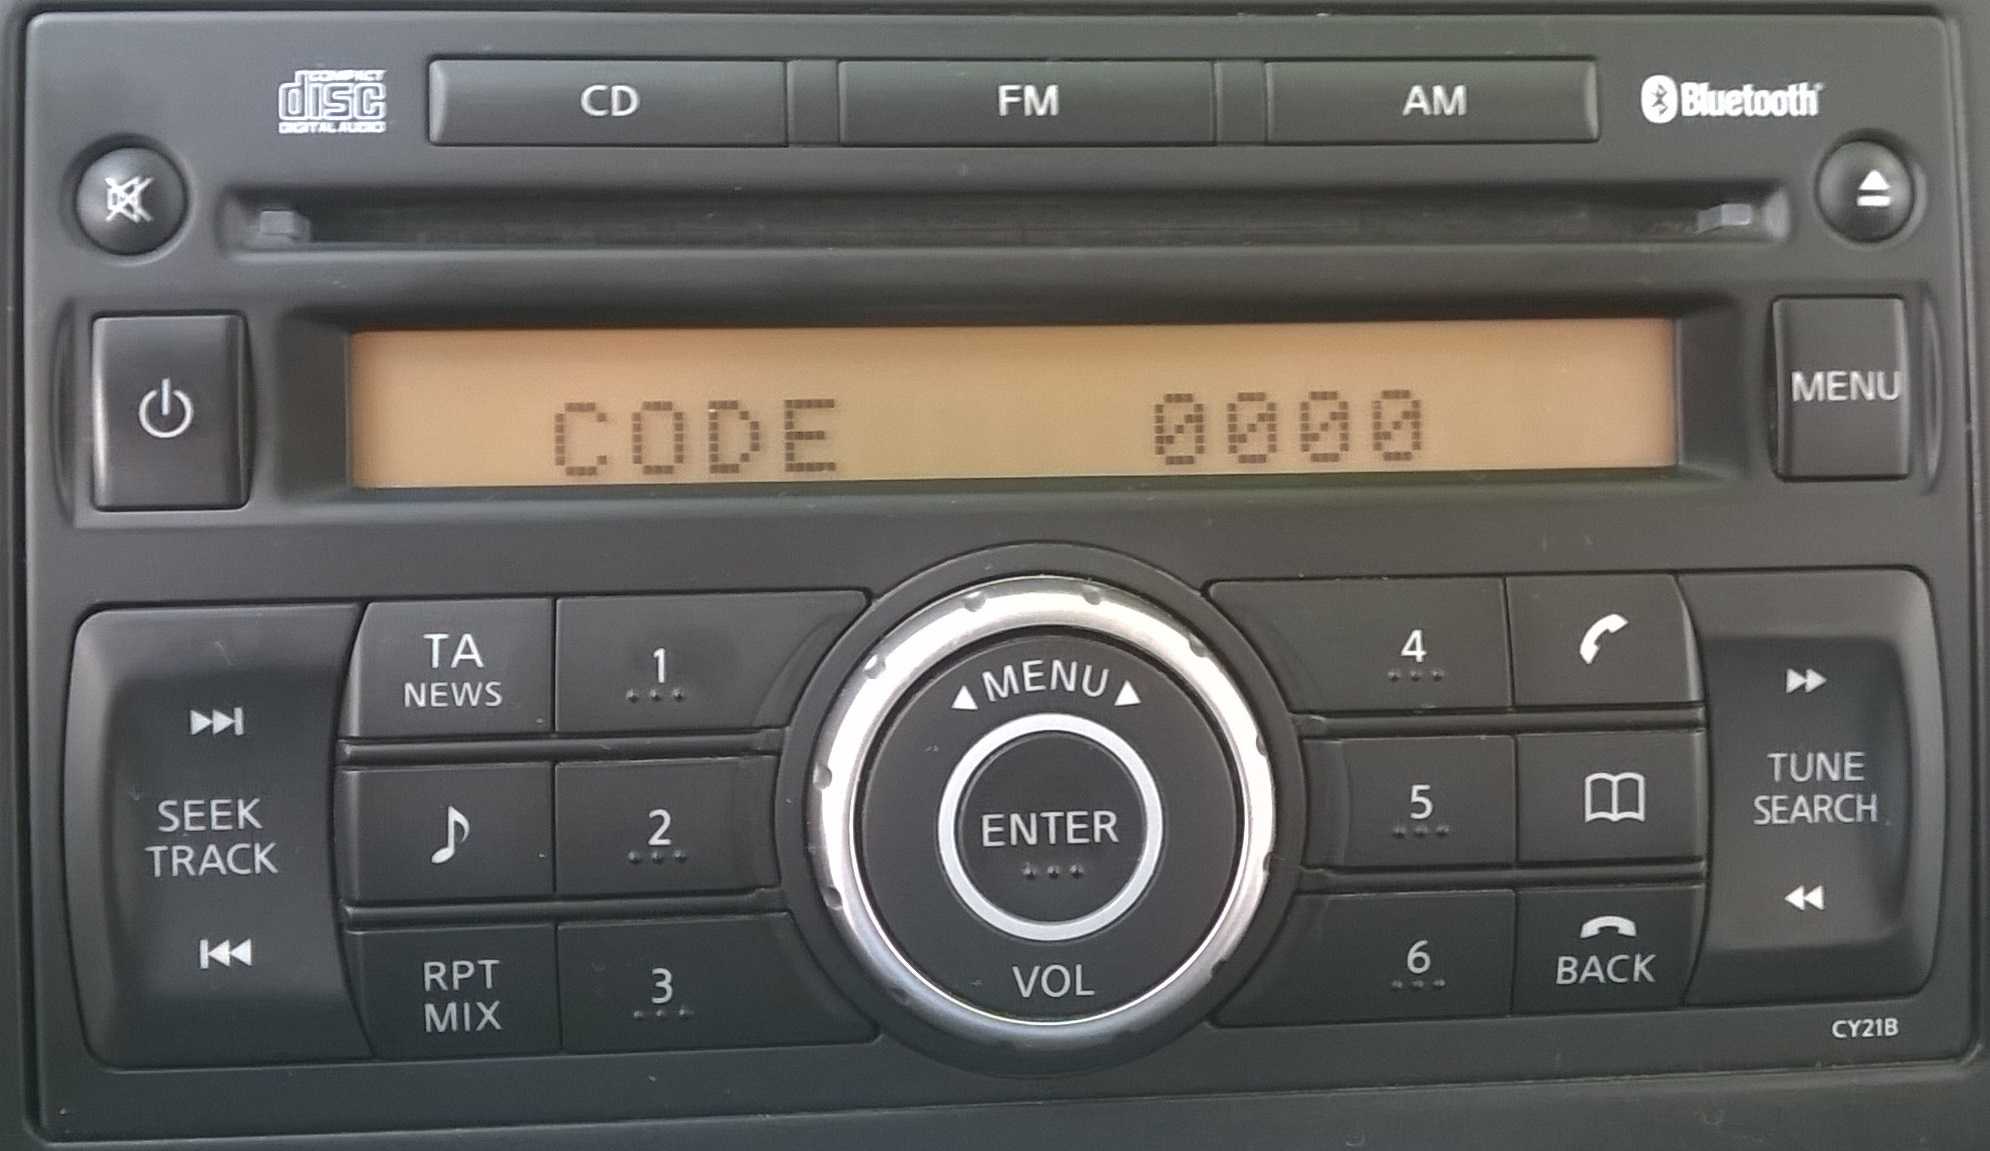 COMPACT
disc
DIGITAL AUDIO
CD
FM
AM
Bluetooth
MENU
CODE 0000
TA
NEWS
1
4
MENU
SEEK
TRACK
2
ENTER
5
TUNE
SEARCH
RPT
MIX
3
VOL
6
BACK
CY21B